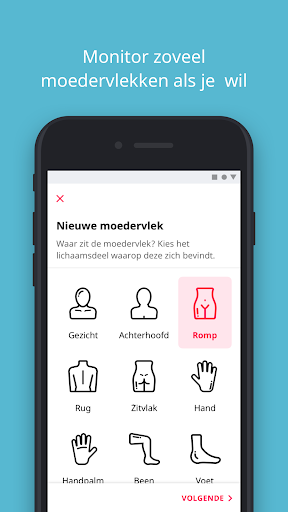 Monitor zoveel
moedervlekken als je wil
Nieuwe moedervlek
Waar zit de moedervlek? Kies het
lichaamsdeel waarop deze zich bevindt.
Gezicht Achterhoofd Romp
Rug Zitvlak Hand
Handpalm Been Voet
VOLGENDE